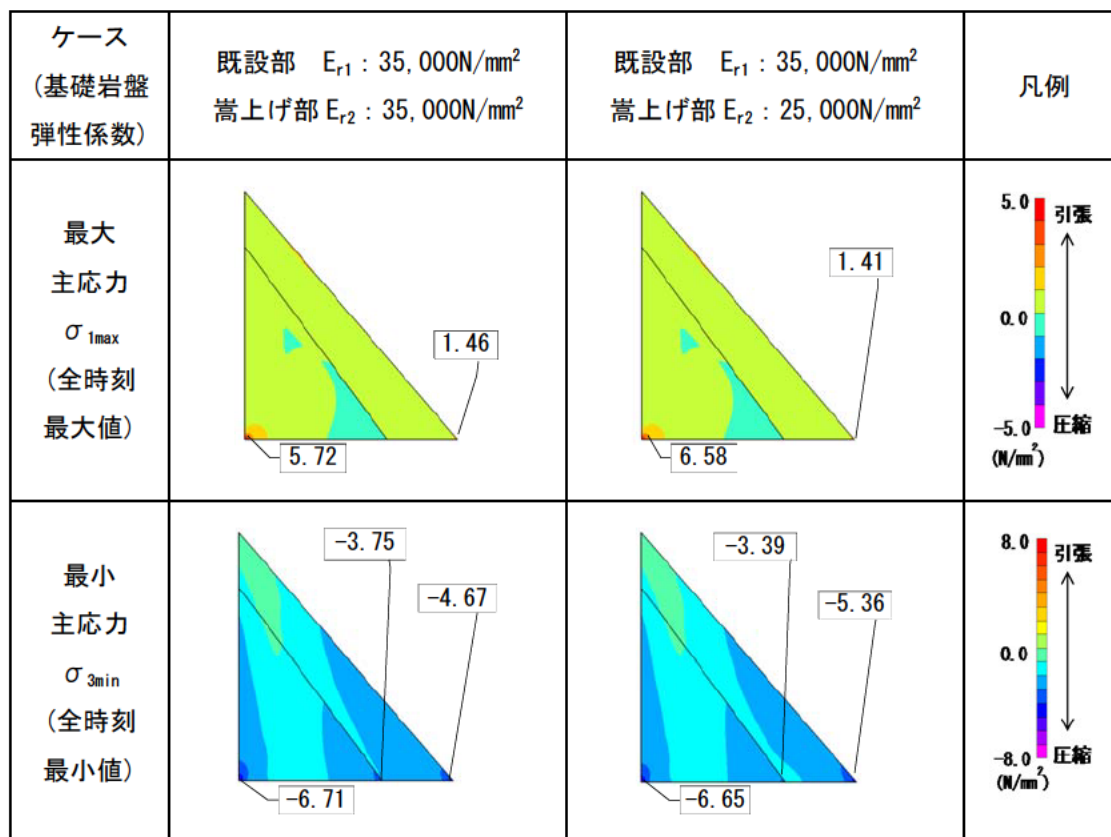 ケース
(基礎岩盤
弾性係数)
既設部 Er1：35,000N/mm²
嵩上げ部 Er2：35,000N/mm²
既設部 Er1：35,000N/mm²
嵩上げ部 Er2：25,000N/mm²
凡例
最大
主応力
σ1max
(全時刻
最大値)
1.46
5.72
1.41
6.58
5.0
引張
0.0
-5.0
圧縮
(N/mm²)
最小
主応力
σ3min
(全時刻
最小値)
-3.75
-4.67
-6.71
-3.39
-5.36
-6.65
8.0
引張
0.0
-8.0
圧縮
(N/mm²)